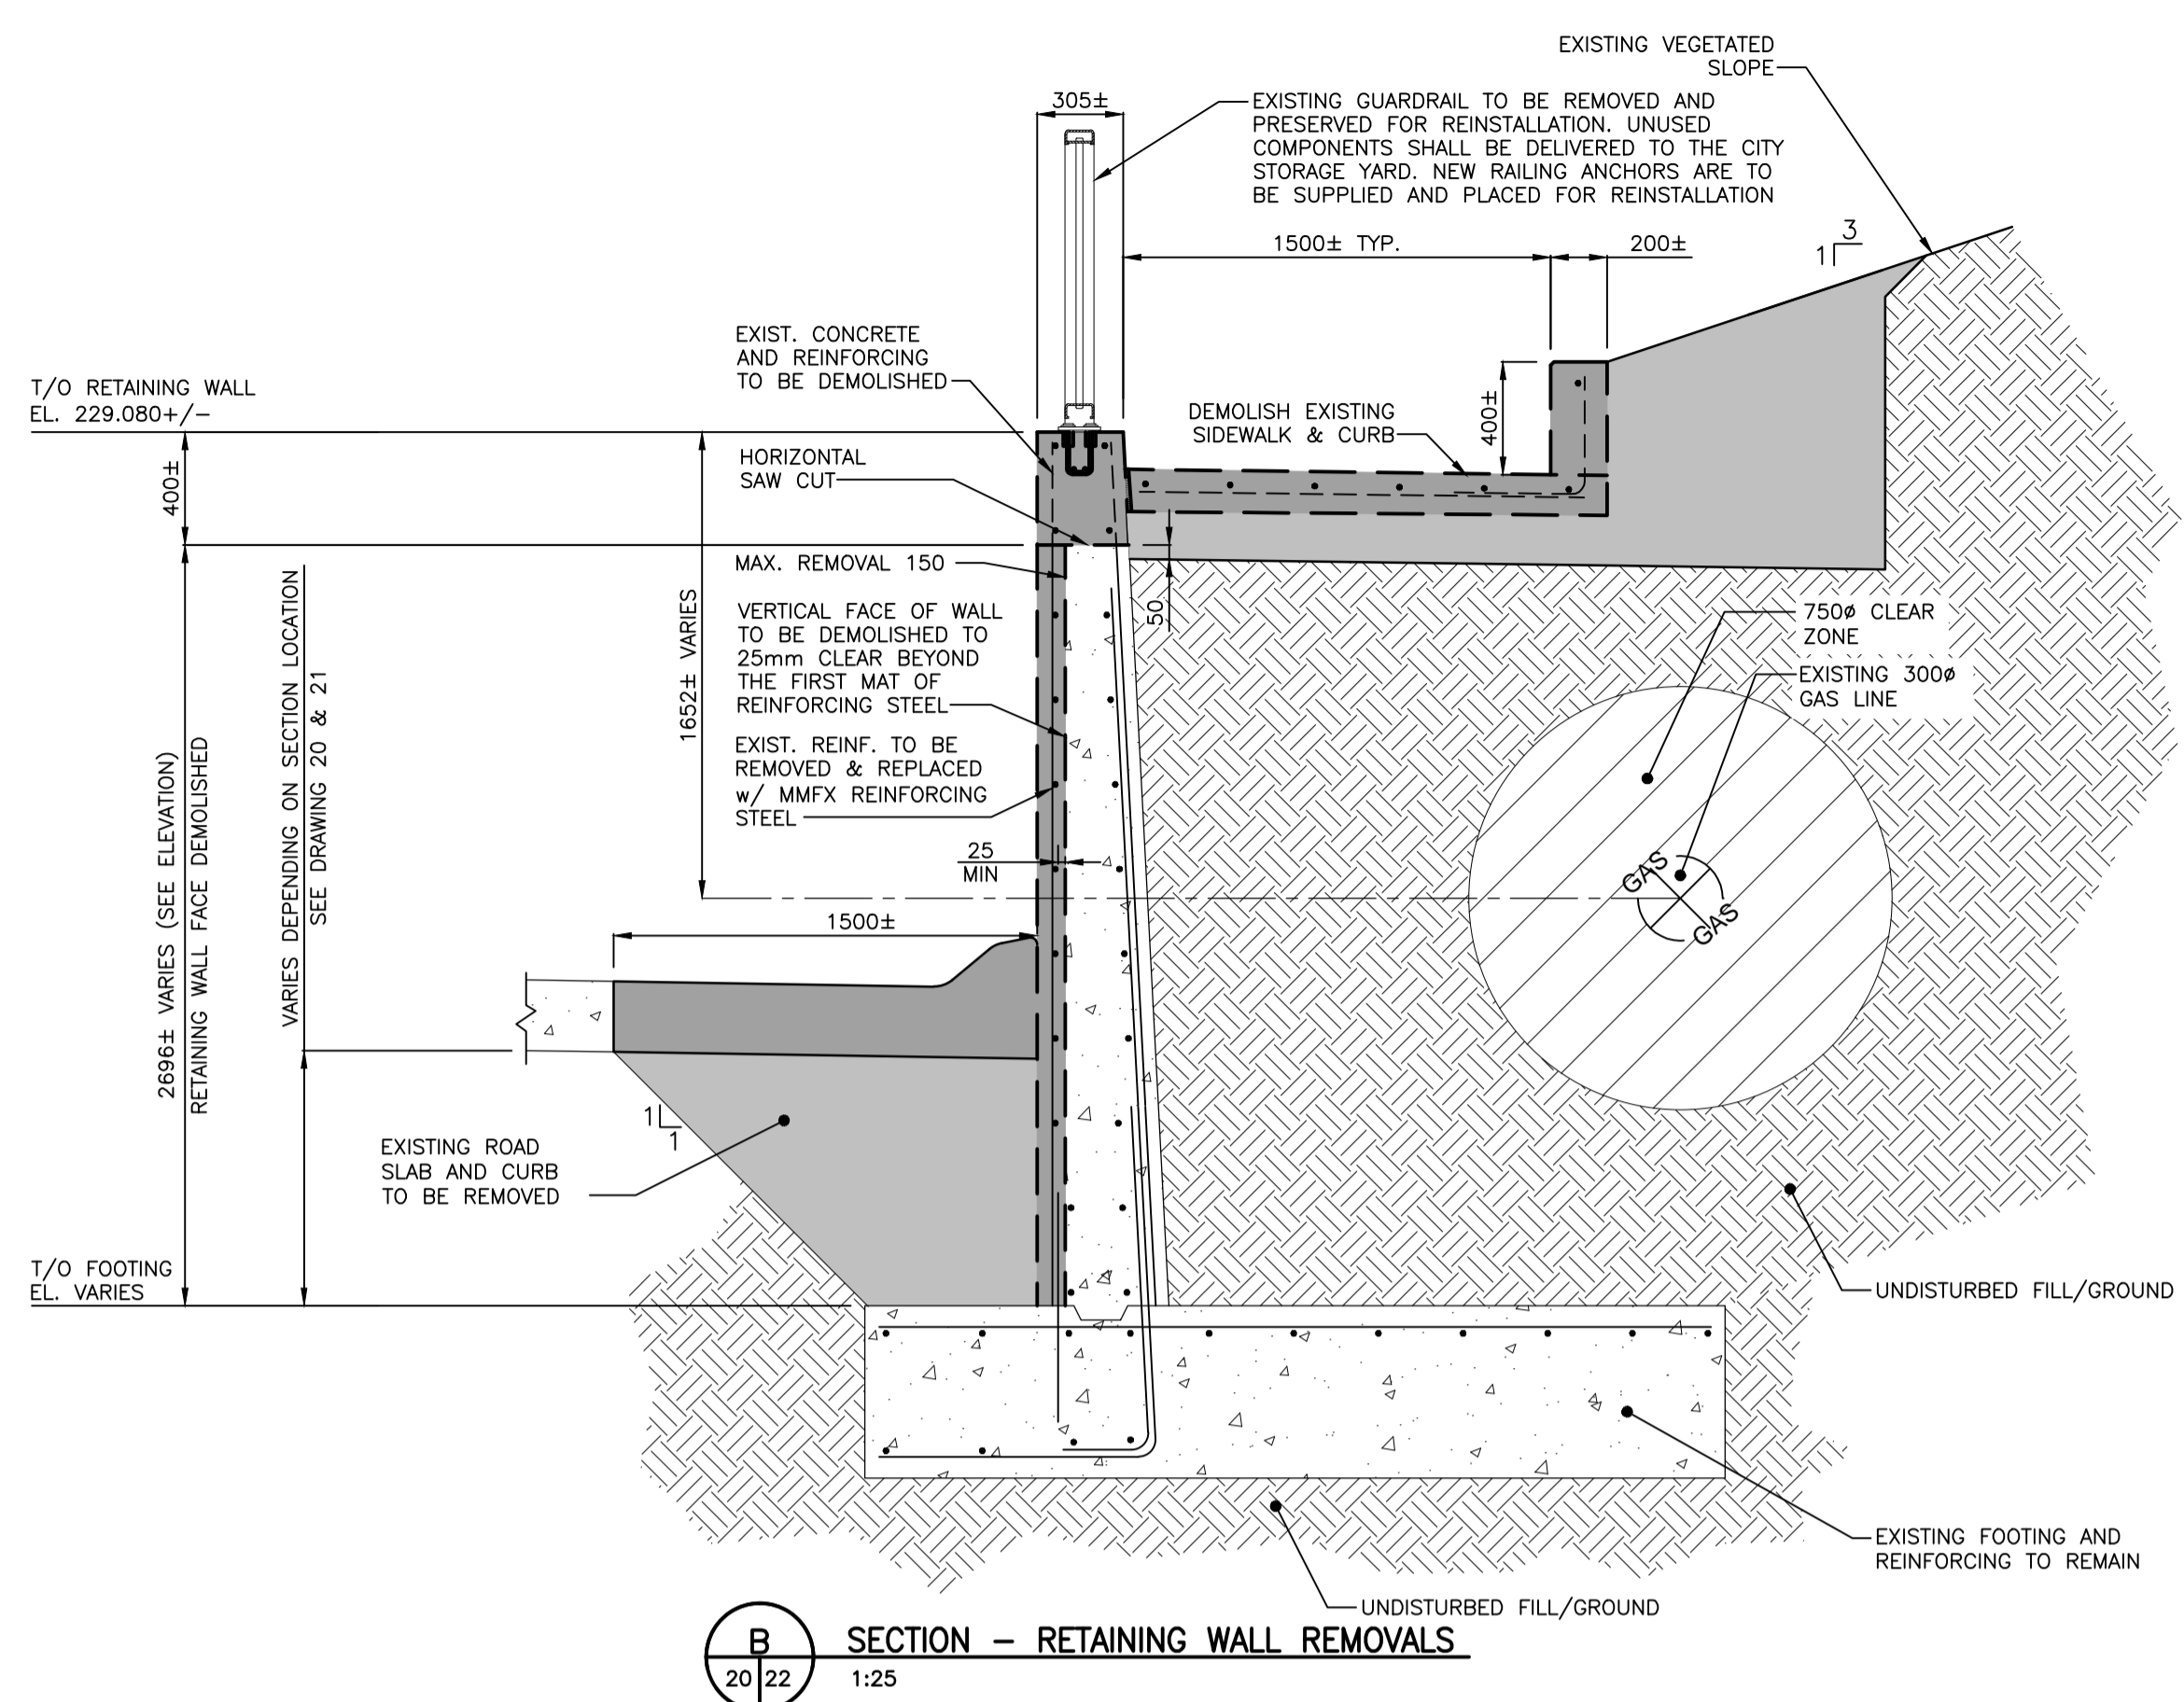 EXISTING VEGETATED
SLOPE
305±
EXISTING GUARDRAIL TO BE REMOVED AND
PRESERVED FOR REINSTALLATION. UNUSED
COMPONENTS SHALL BE DELIVERED TO THE CITY
STORAGE YARD. NEW RAILING ANCHORS ARE TO
BE SUPPLIED AND PLACED FOR REINSTALLATION
1500± TYP.
200±
3
1
EXIST. CONCRETE
AND REINFORCING
TO BE DEMOLISHED
T/O RETAINING WALL
EL. 229.080+/-
400±
DEMOLISH EXISTING
SIDEWALK & CURB
400±
HORIZONTAL
SAW CUT
MAX. REMOVAL 150
50
VERTICAL FACE OF WALL
TO BE DEMOLISHED TO
25mm CLEAR BEYOND
THE FIRST MAT OF
REINFORCING STEEL
1652± VARIES
750ø CLEAR
ZONE
EXISTING 300ø
GAS LINE
EXIST. REINF. TO BE
REMOVED & REPLACED
w/ MMFX REINFORCING
STEEL
VARIES DEPENDING ON SECTION LOCATION
SEE DRAWING 20 & 21
2696± VARIES (SEE ELEVATION)
RETAINING WALL FACE DEMOLISHED
25
MIN
GAS
GAS
1500±
1
1
EXISTING ROAD
SLAB AND CURB
TO BE REMOVED
T/O FOOTING
EL. VARIES
UNDISTURBED FILL/GROUND
EXISTING FOOTING AND
REINFORCING TO REMAIN
UNDISTURBED FILL/GROUND
B
20 22
SECTION - RETAINING WALL REMOVALS
1:25